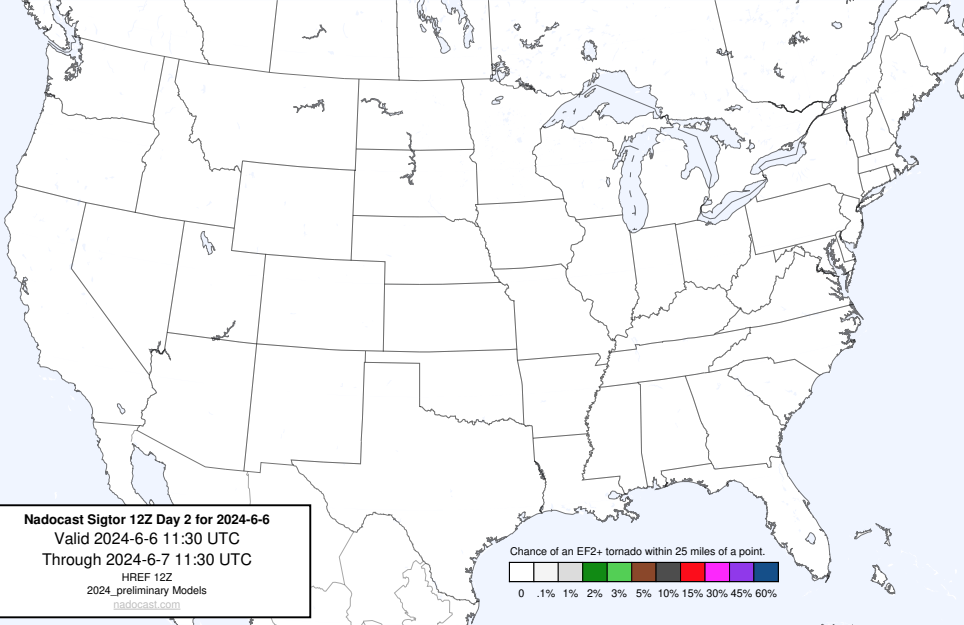 Nadocast Sigtor 12Z Day 2 for 2024-6-6
Valid 2024-6-6 11:30 UTC
Through 2024-6-7 11:30 UTC
HREF 12Z
2024_preliminary Models
nadocast.com
Chance of an EF2+ tornado within 25 miles of a point.
0 .1% 1% 2% 3% 5% 10% 15% 30% 45% 60%